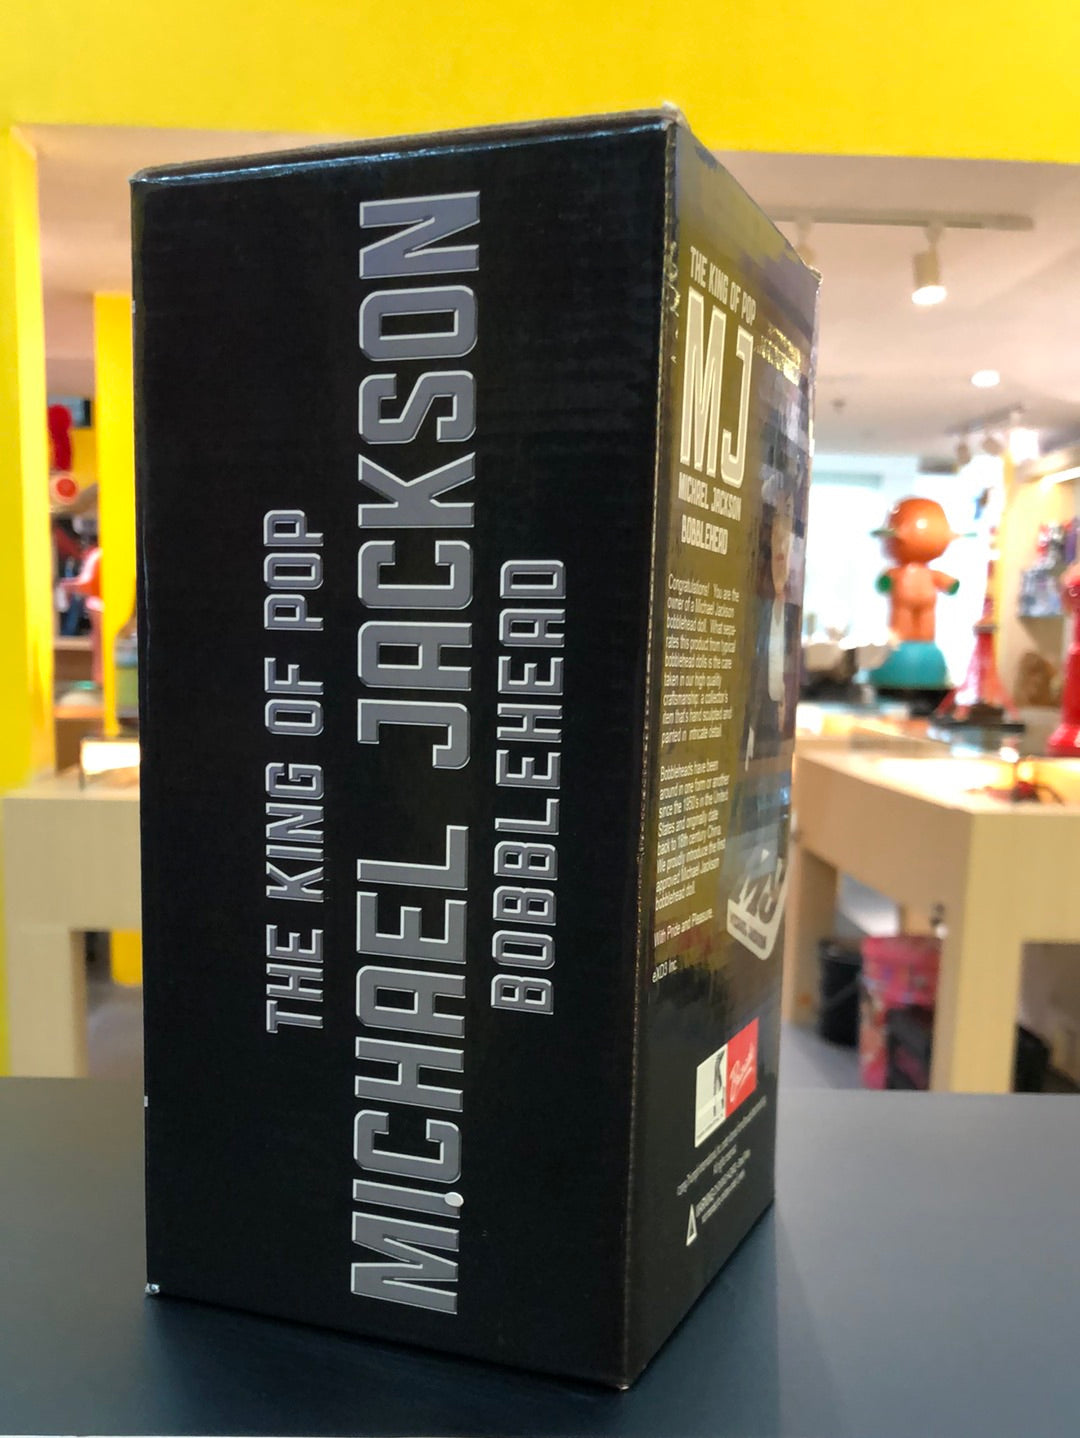 THE KING OF POP
MICHAEL JACKSON
BOBBLEHEAD
THE KING OF POP
MJ
MICHAEL JACKSON
BOBBLEHEAD
Congratulations! You are the
owner of a Michael Jackson
bobblehead doll. What sepa-
rates this product from typical
bobblehead dolls is the care
taken in our high quality
craftsmanship: a collector's
item that's hand sculpted and
painted in intricate detail.
Bobbleheads have been
around in one form or another
since the 1950's in the United
States and originally date
back to 18th century China.
We proudly introduce the first
approved Michael Jackson
bobblehead doll.
With Pride and Pleasure,
eXD3 Inc.
MJ
Bravado